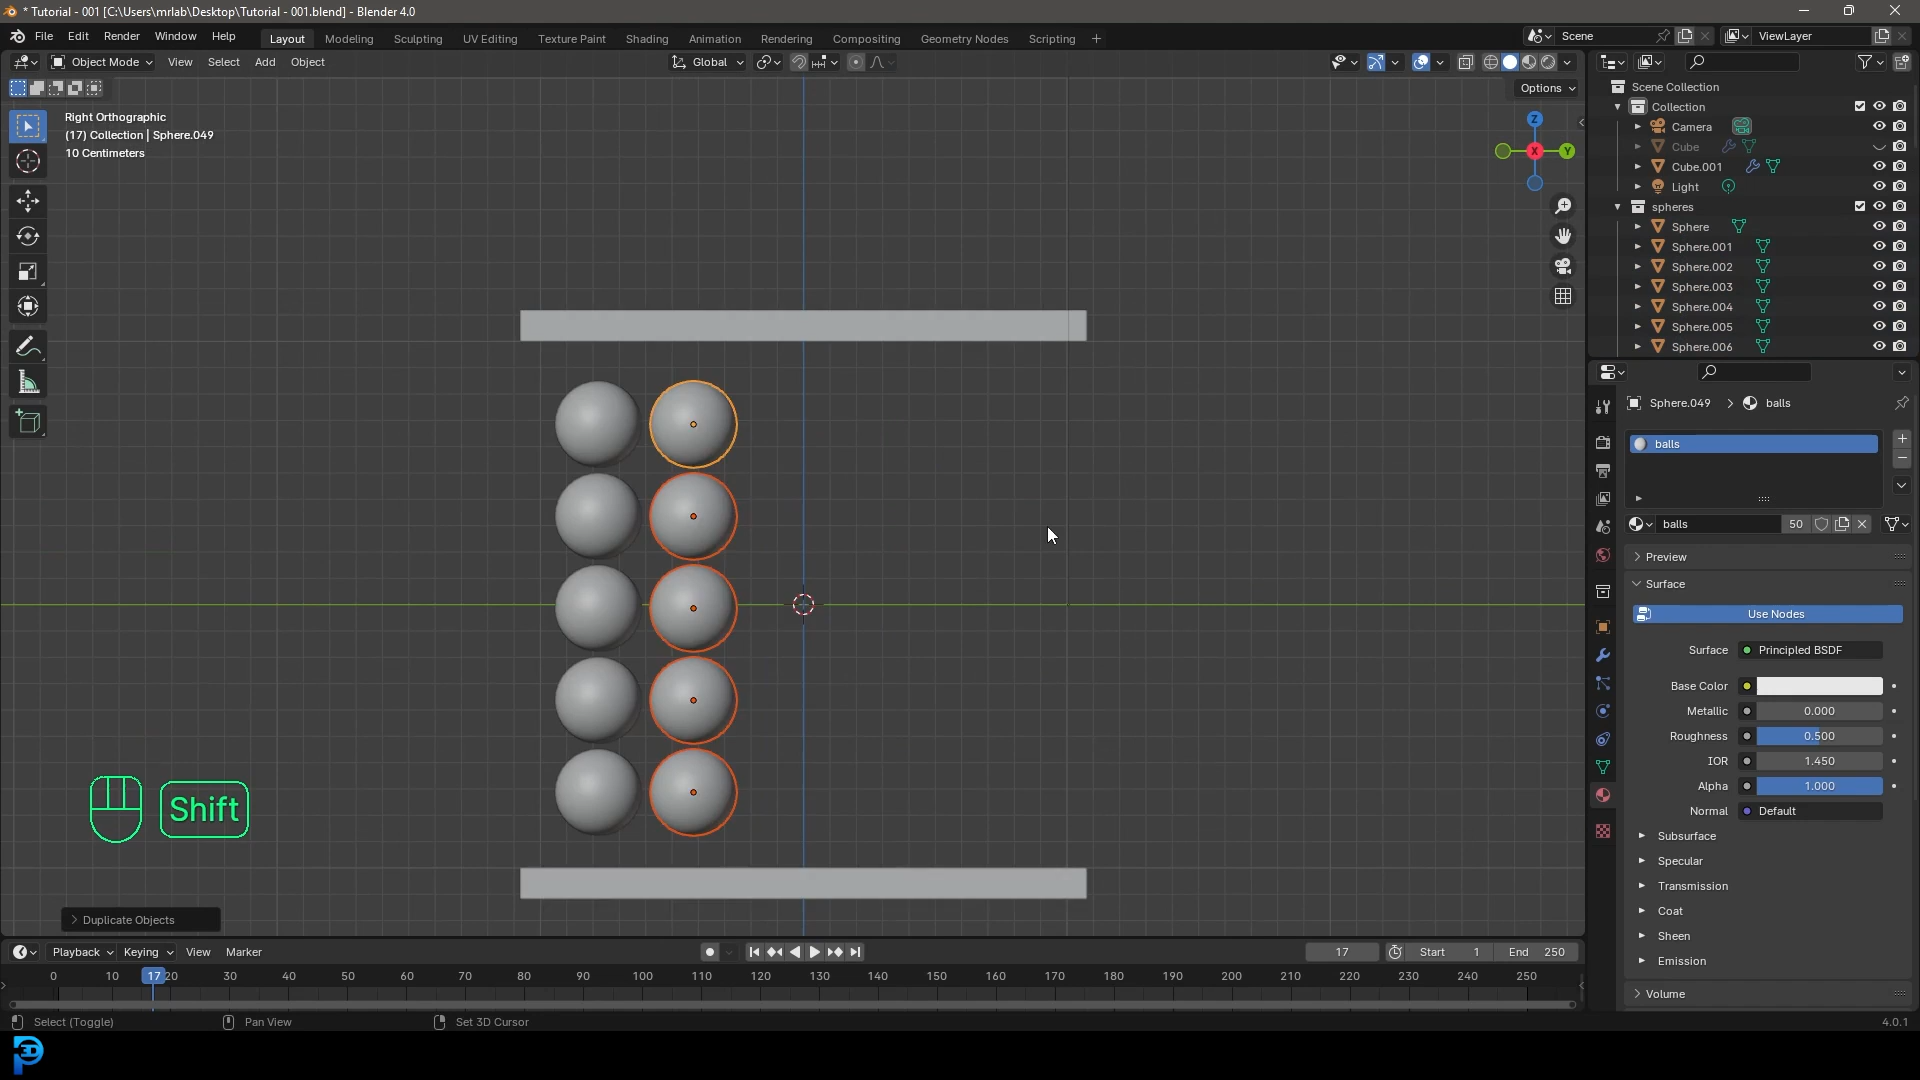 * Tutorial - 001 [C:\Users\mrlab\Desktop\Tutorial - 001.blend] - Blender 4.0
File Edit Render Window Help
Layout Modeling Sculpting UV Editing Texture Paint Shading Animation Rendering Compositing Geometry Nodes Scripting +
Scene
ViewLayer
Object Mode View Select Add Object
Global
Options
Right Orthographic
(17) Collection | Sphere.049
10 Centimeters
Z
X
Y
Scene Collection
Collection
Camera
Cube
Cube.001
Light
spheres
Sphere
Sphere.001
Sphere.002
Sphere.003
Sphere.004
Sphere.005
Sphere.006
Sphere.049 > balls
balls
balls 50
Preview
Surface
Use Nodes
Surface Principled BSDF
Base Color
Metallic 0.000
Roughness 0.500
IOR 1.450
Alpha 1.000
Normal Default
Subsurface
Specular
Transmission
Coat
Sheen
Emission
Volume
Shift
Duplicate Objects
Playback Keying View Marker
17 Start 1 End 250
0 10 17 20 30 40 50 60 70 80 90 100 110 120 130 140 150 160 170 180 190 200 210 220 230 240 250
Select (Toggle) Pan View Set 3D Cursor
4.0.1
3D